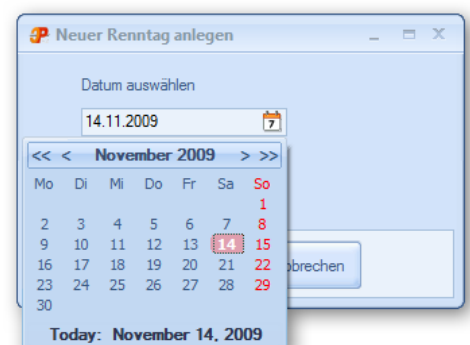 Neuer Renntag anlegen
Datum auswählen
14.11.2009
7
<< < November 2009 > >>
Mo Di Mi Do Fr Sa So
1
2 3 4 5 6 7 8
9 10 11 12 13 14 15
16 17 18 19 20 21 22
23 24 25 26 27 28 29
30
bbrechen
Today: November 14, 2009